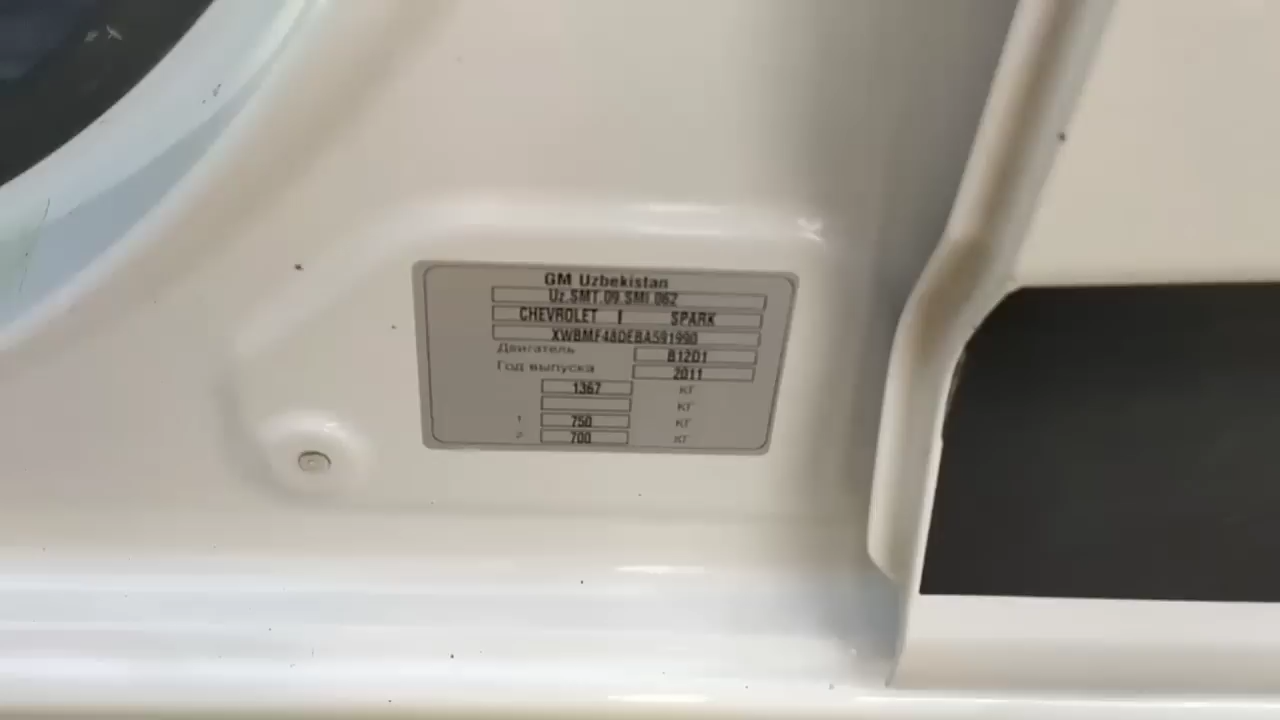 GM Uzbekistan
Uz.SMT.09.SMI.062
CHEVROLET | SPARK
XWBMF48DEBA591990
Двигатель B12D1
Год выпуска 2011
1367 кг
кг
1 750 кг
2 700 кг